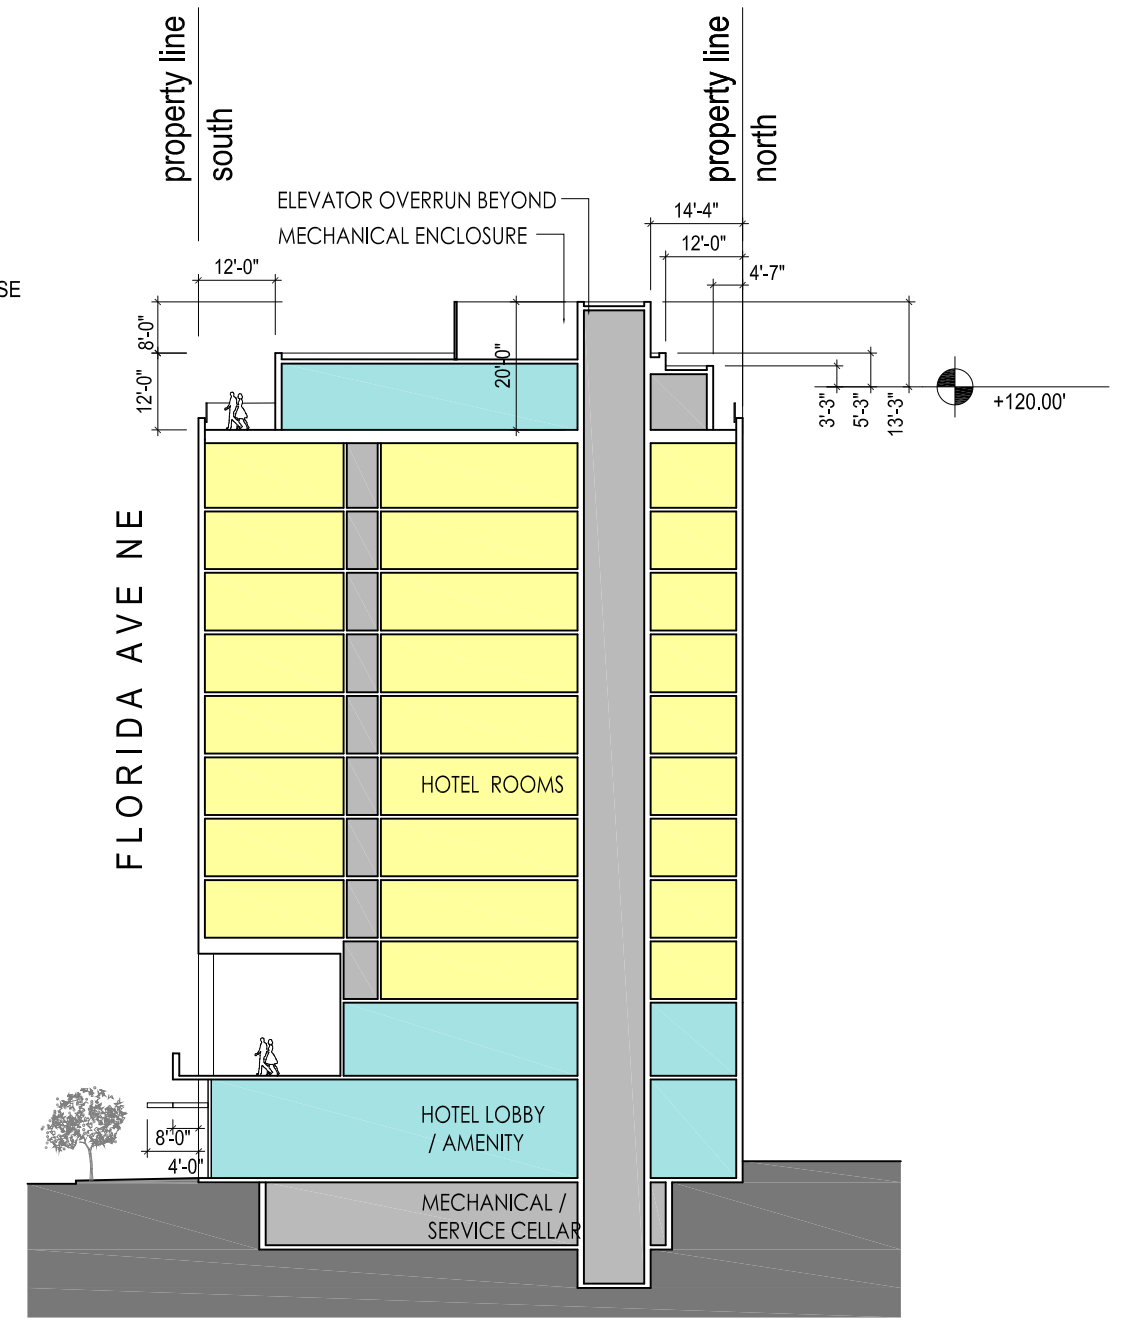 property line
south
property line
north
ELEVATOR OVERRUN BEYOND
MECHANICAL ENCLOSURE
14'-4"
12'-0"
4'-7"
12'-0"
SE
8'-0"
12'-0"
20'-0"
3'-3"
5'-3"
13'-3"
+120.00'
FLORIDA AVE NE
HOTEL ROOMS
HOTEL LOBBY
/ AMENITY
8'-0"
4'-0"
MECHANICAL /
SERVICE CELLAR